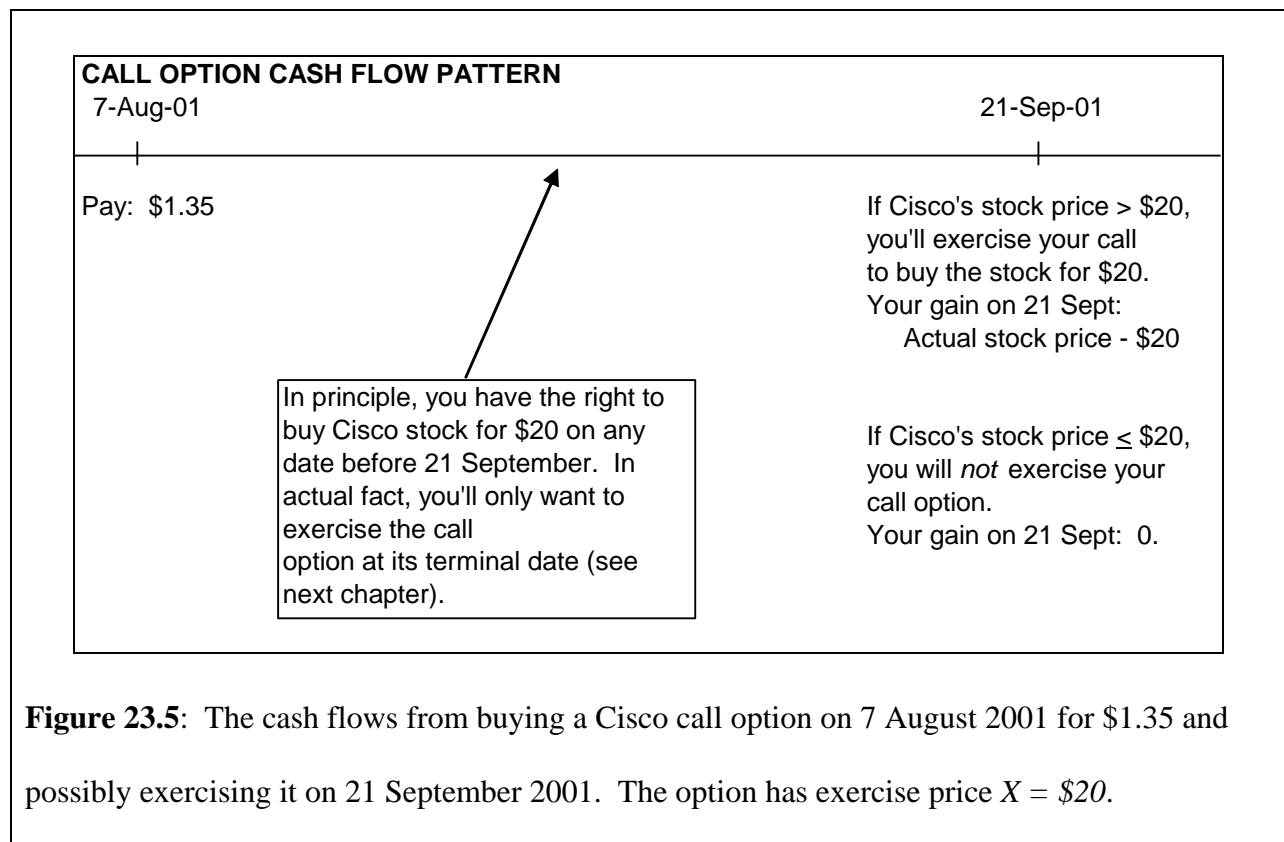 CALL OPTION CASH FLOW PATTERN
7-Aug-01
21-Sep-01
Pay: $1.35
If Cisco's stock price > $20,
you'll exercise your call
to buy the stock for $20.
Your gain on 21 Sept:
Actual stock price - $20
In principle, you have the right to
buy Cisco stock for $20 on any
date before 21 September. In
actual fact, you'll only want to
exercise the call
option at its terminal date (see
next chapter).
If Cisco's stock price ≤ $20,
you will not exercise your
call option.
Your gain on 21 Sept: 0.
Figure 23.5: The cash flows from buying a Cisco call option on 7 August 2001 for $1.35 and
possibly exercising it on 21 September 2001. The option has exercise price X = $20.